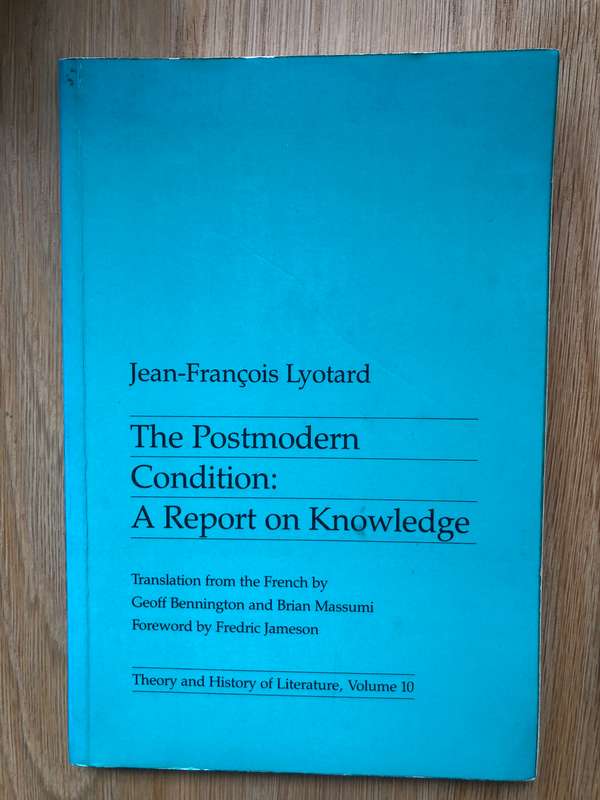 Jean-François Lyotard
The Postmodern
Condition:
A Report on Knowledge
Translation from the French by
Geoff Bennington and Brian Massumi
Foreword by Fredric Jameson
Theory and History of Literature, Volume 10